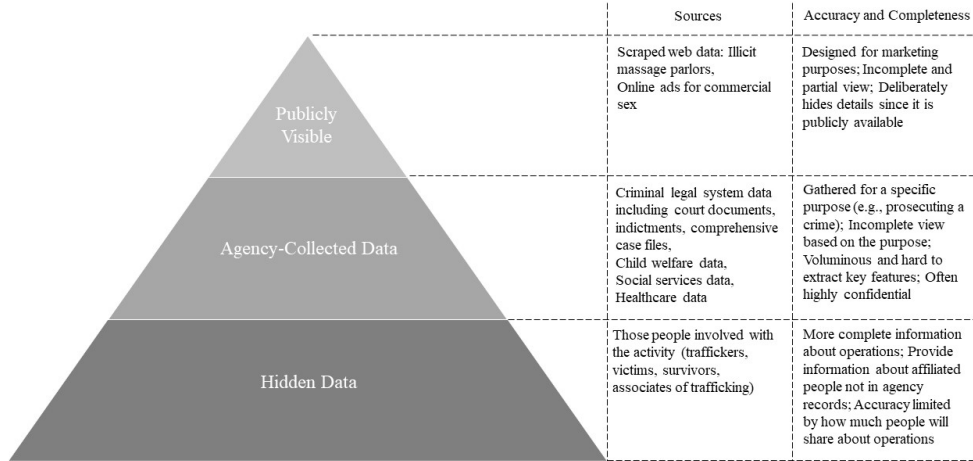 Sources
Accuracy and Completeness
Publicly
Visible
Scraped web data: Illicit
massage parlors,
Online ads for commercial
sex
Designed for marketing
purposes; Incomplete and
partial view; Deliberately
hides details since it is
publicly available
Agency-Collected Data
Criminal legal system data
including court documents,
indictments, comprehensive
case files,
Child welfare data,
Social services data,
Healthcare data
Gathered for a specific
purpose (e.g., prosecuting a
crime); Incomplete view
based on the purpose;
Voluminous and hard to
extract key features; Often
highly confidential
Hidden Data
Those people involved with
the activity (traffickers,
victims, survivors,
associates of trafficking)
More complete information
about operations; Provide
information about affiliated
people not in agency
records; Accuracy limited
by how much people will
share about operations